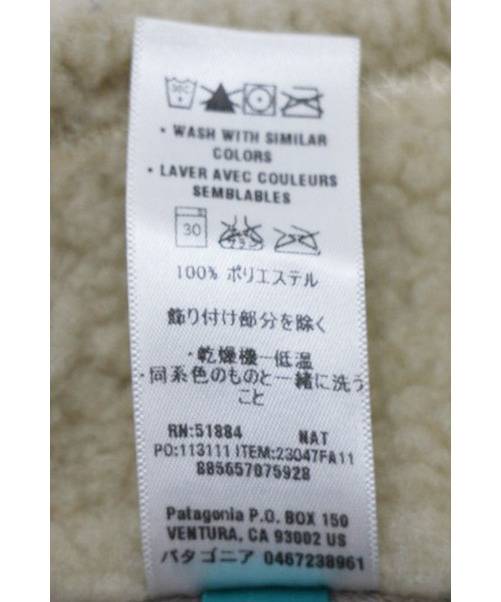 30C
• WASH WITH SIMILAR
COLORS
• LAVER AVEC COULEURS
SEMBLABLES
30
100% ポリエステル
飾り付け部分を除く
・乾燥機ー低温
・同系色のものと一緒に洗う
こと
RN:51884 NAT
PO:113111 ITEM:23047FA11
885657075928
Patagonia P.O. BOX 150
VENTURA, CA 93002 US
パタゴニア 0467238961